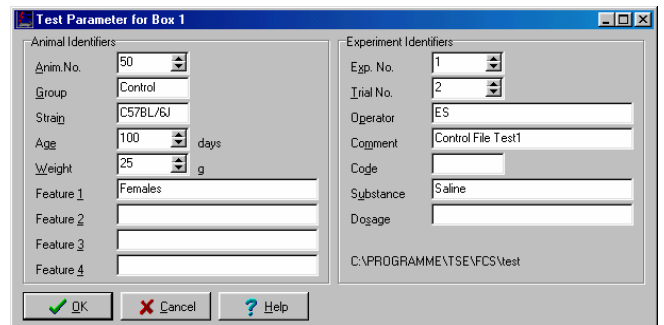 Test Parameter for Box 1
Animal Identifiers
Anim.No. 50
Group Control
Strain C57BL/6J
Age 100 days
Weight 25 g
Feature 1 Females
Feature 2
Feature 3
Feature 4
Experiment Identifiers
Exp. No. 1
Trial No. 2
Operator ES
Comment Control File Test1
Code
Substance Saline
Dosage
C:\PROGRAMME\TSE\FCS\test
OK Cancel Help